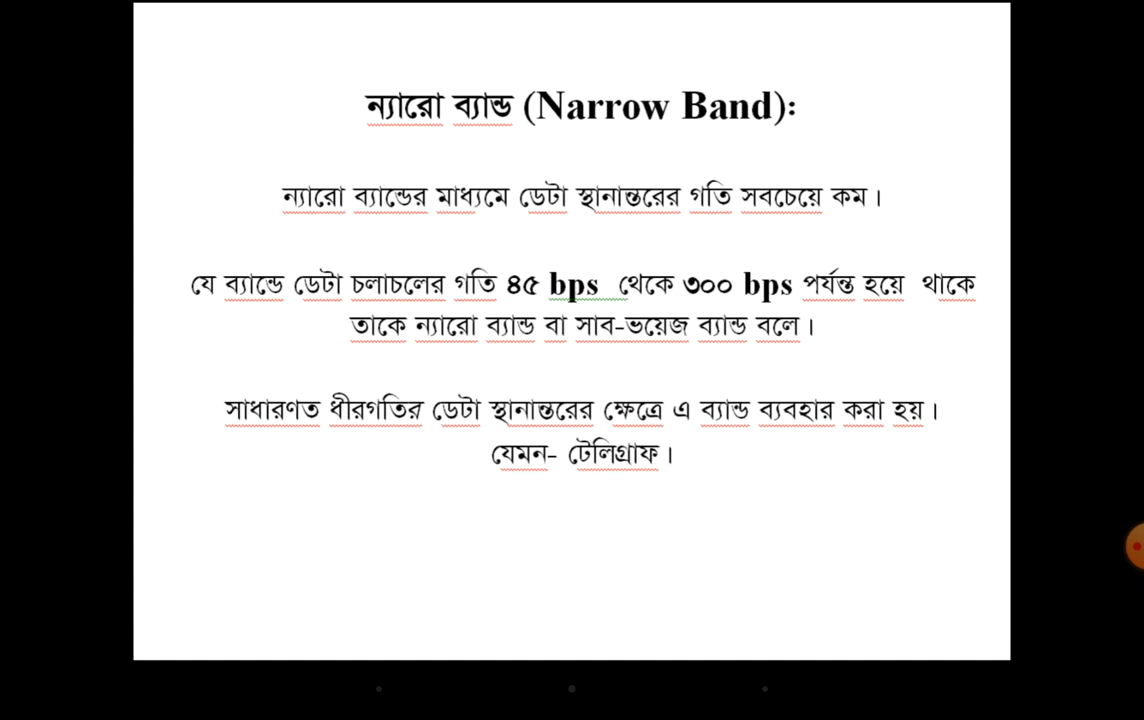 ন্যারো ব্যান্ড (Narrow Band):
ন্যারো ব্যান্ডের মাধ্যমে ডেটা স্থানান্তরের গতি সবচেয়ে কম।
যে ব্যান্ডে ডেটা চলাচলের গতি ৪৫ bps থেকে ৩০০ bps পর্যন্ত হয়ে থাকে
তাকে ন্যারো ব্যান্ড বা সাব-ভয়েজ ব্যান্ড বলে।
সাধারণত ধীরগতির ডেটা স্থানান্তরের ক্ষেত্রে এ ব্যান্ড ব্যবহার করা হয়।
যেমন- টেলিগ্রাফ।